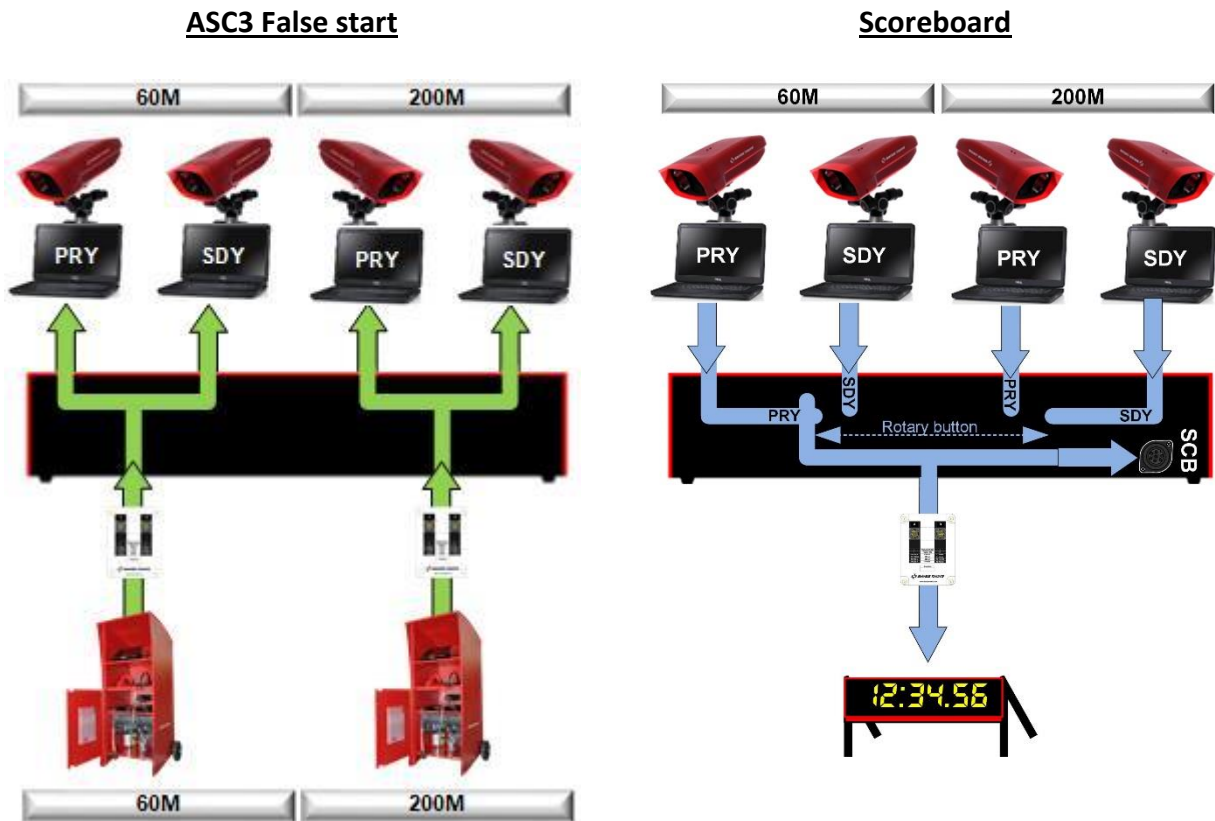 ASC3 False start
60M 200M
PRY SDY PRY SDY
60M 200M
Scoreboard
60M 200M
PRY SDY PRY SDY
PRY SDY PRY SDY
Rotary button
SCB
12:34.56